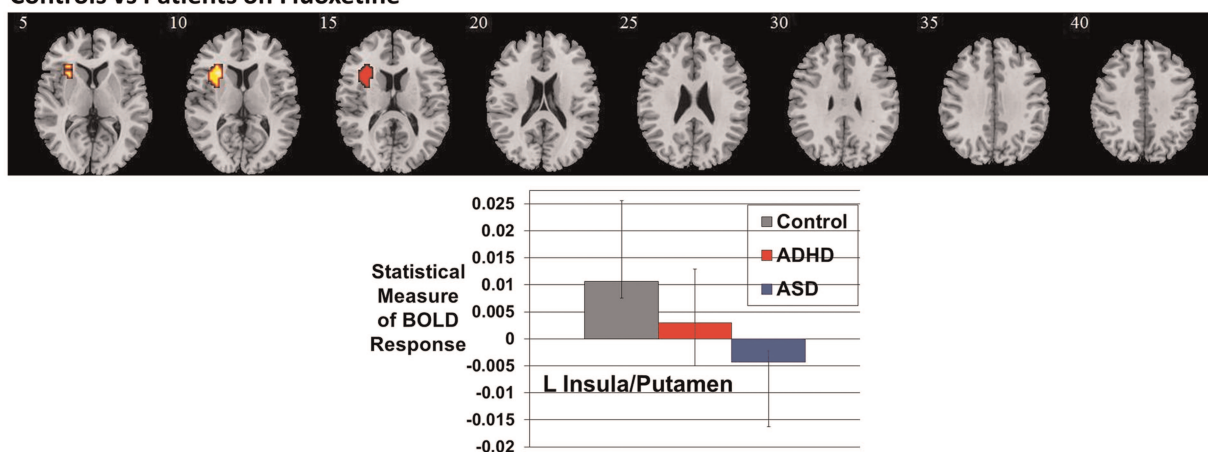 Controls vs Patients on Fluoxetine
5 10 15 20 25 30 35 40
0.025
0.02
0.015
0.01
0.005
0
-0.005
-0.01
-0.015
-0.02
Statistical
Measure
of BOLD
Response
Control
ADHD
ASD
L Insula/Putamen